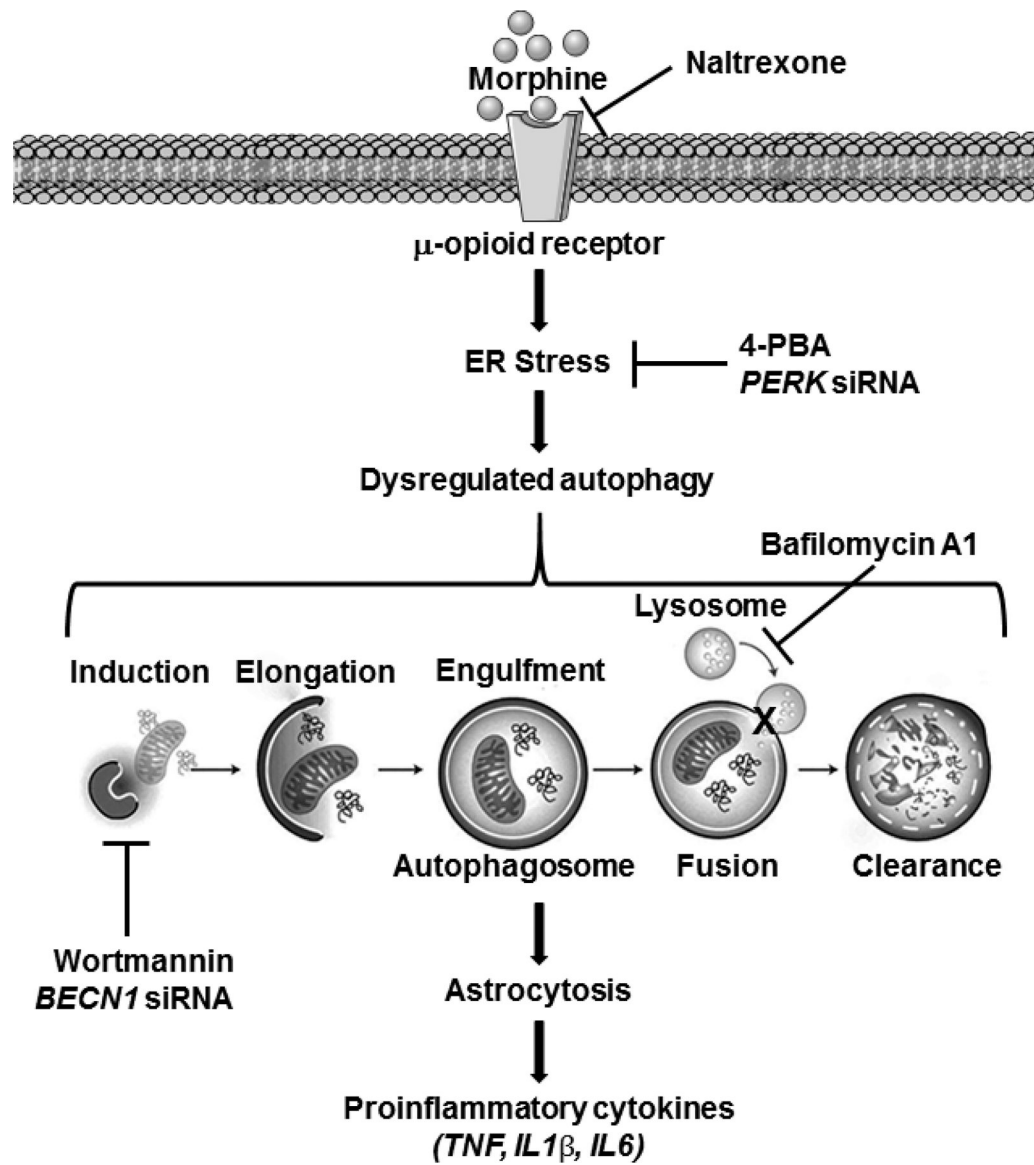 Morphine
Naltrexone
μ-opioid receptor
ER Stress
4-PBA
PERK siRNA
Dysregulated autophagy
Bafilomycin A1
Lysosome
Induction
Elongation
Engulfment
X
Autophagosome
Fusion
Clearance
Wortmannin
BECN1 siRNA
Astrocytosis
Proinflammatory cytokines
(TNF, IL1β, IL6)